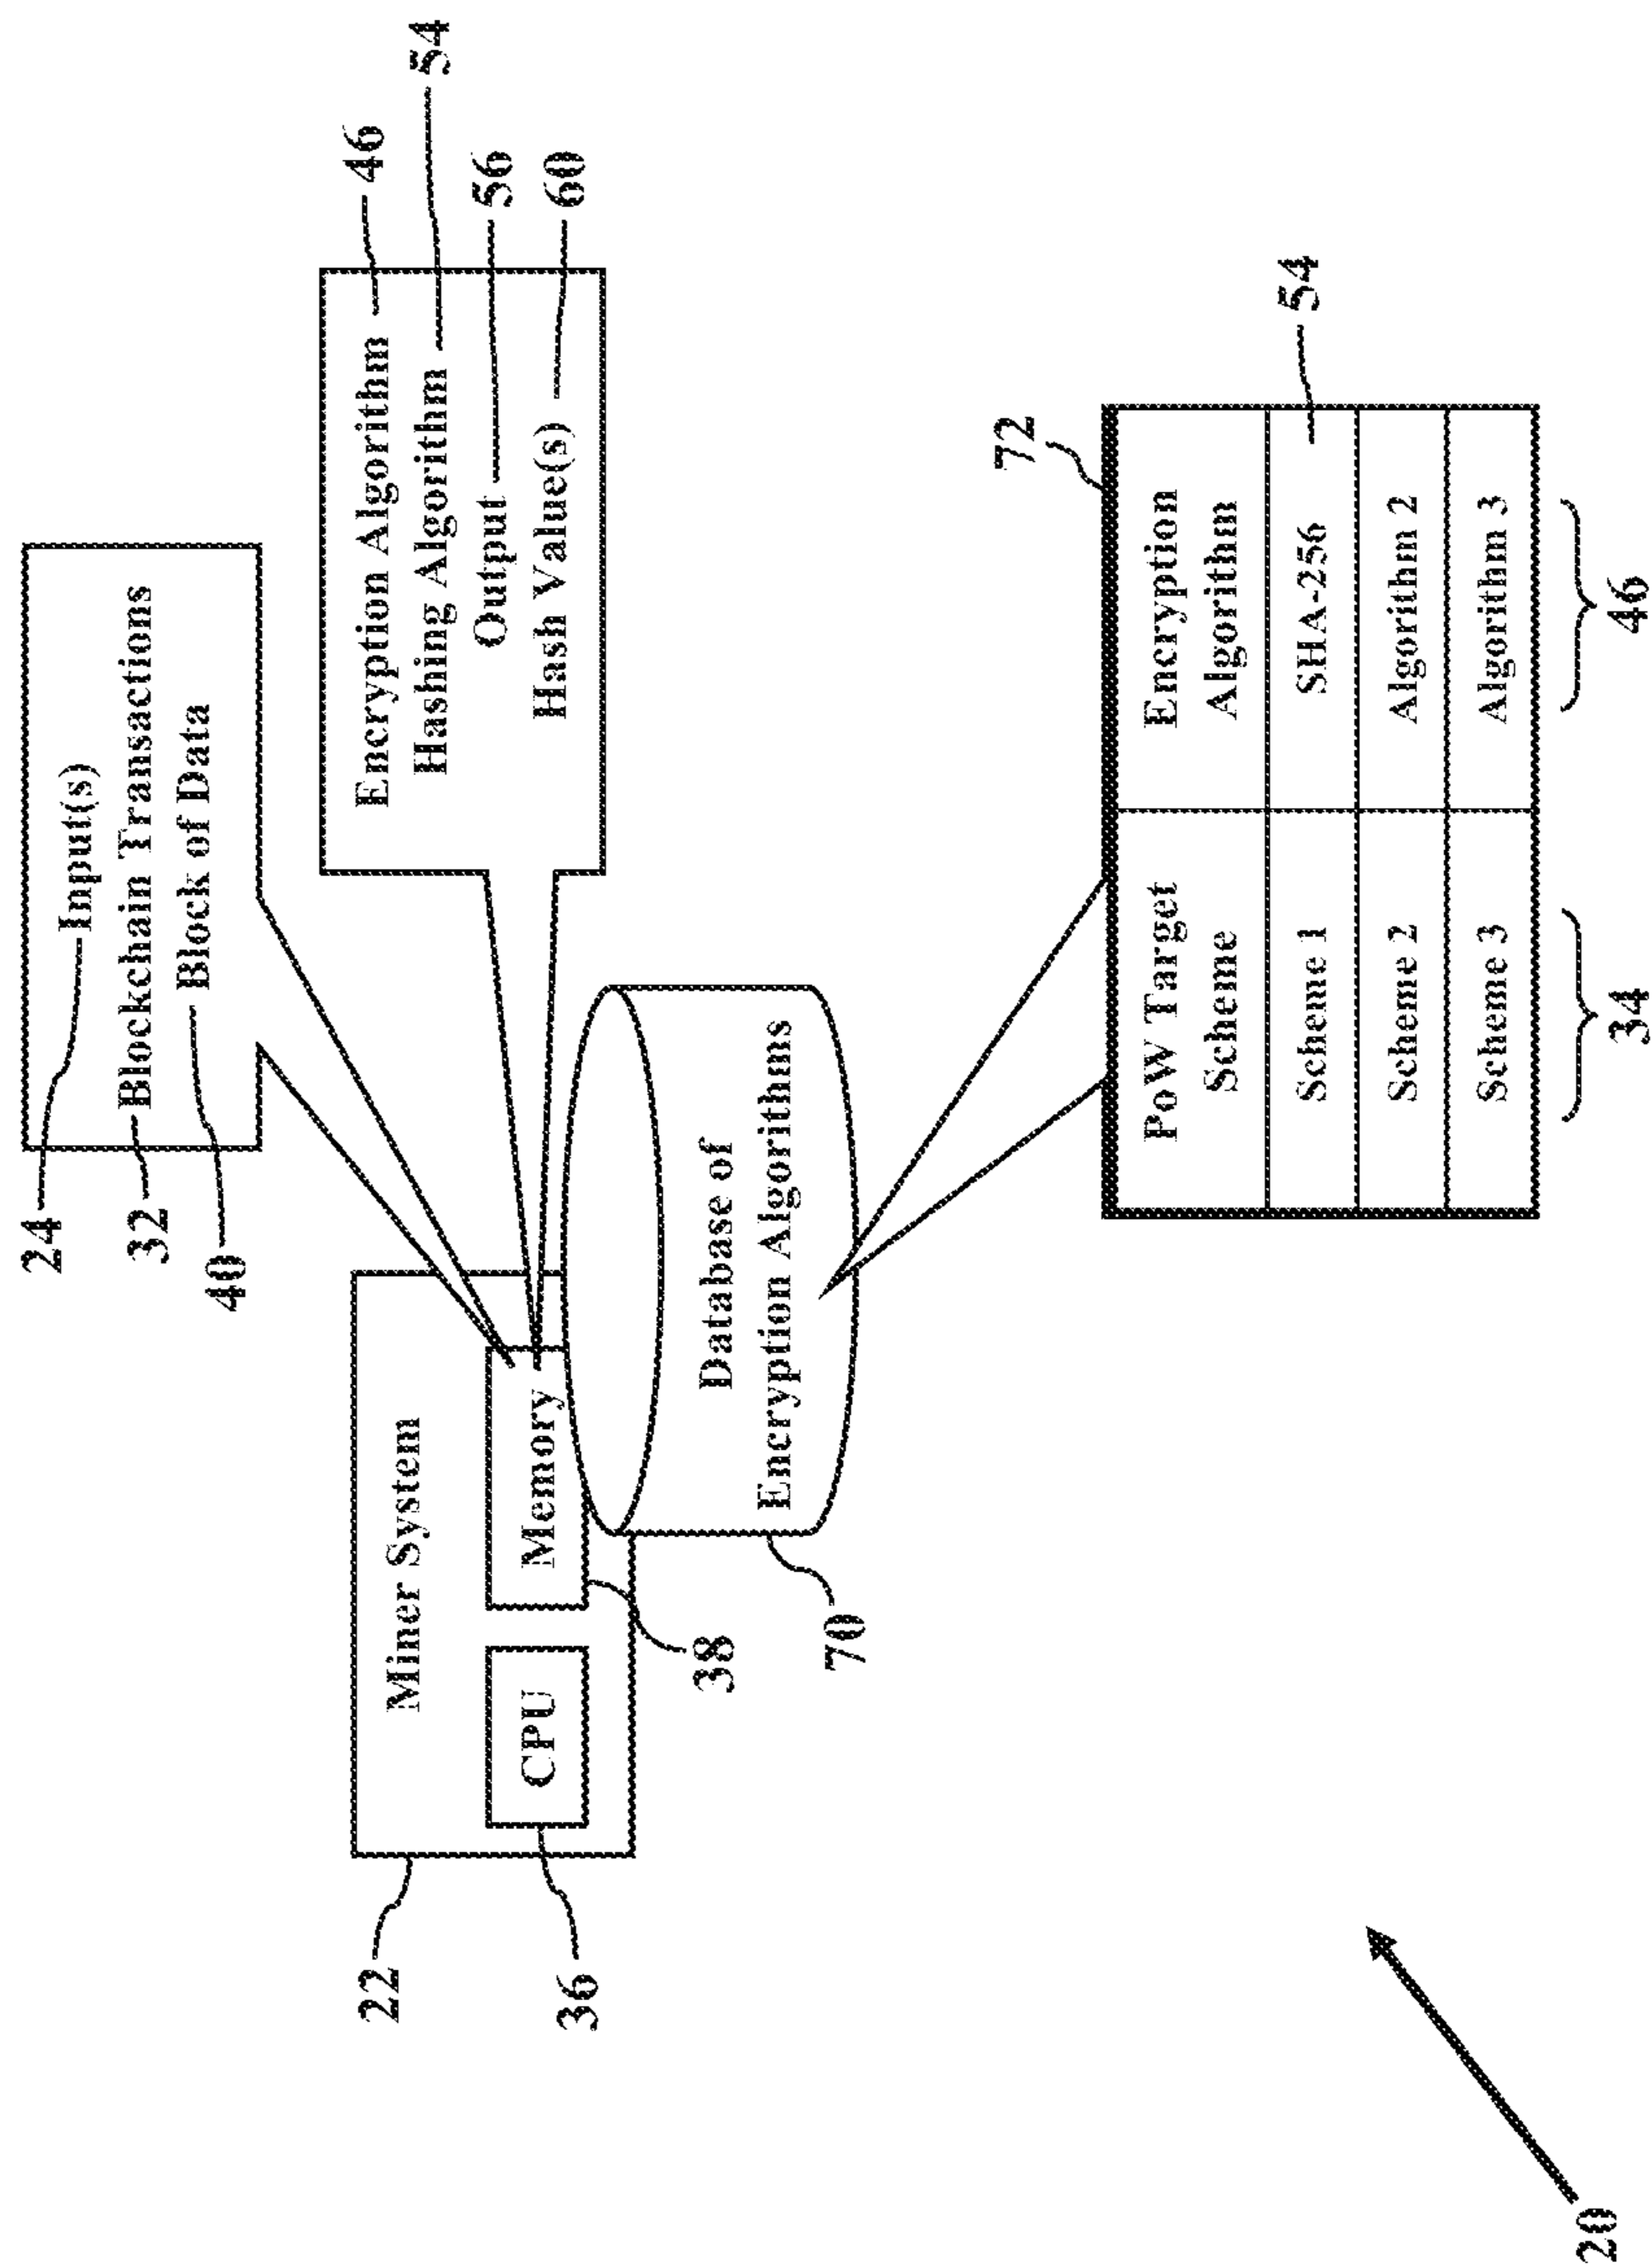 24
Input(s)
32
Blockchain Transactions
40
Block of Data
Encryption Algorithm
46
Hashing Algorithm
54
Output
56
Hash Value(s)
60
22
Miner System
36
CPU
Memory
38
70
Database of
Encryption Algorithms
72
PoW Target
Scheme
Encryption
Algorithm
Scheme 1
SHA-256
54
Scheme 2
Algorithm 2
Scheme 3
Algorithm 3
34
46
20